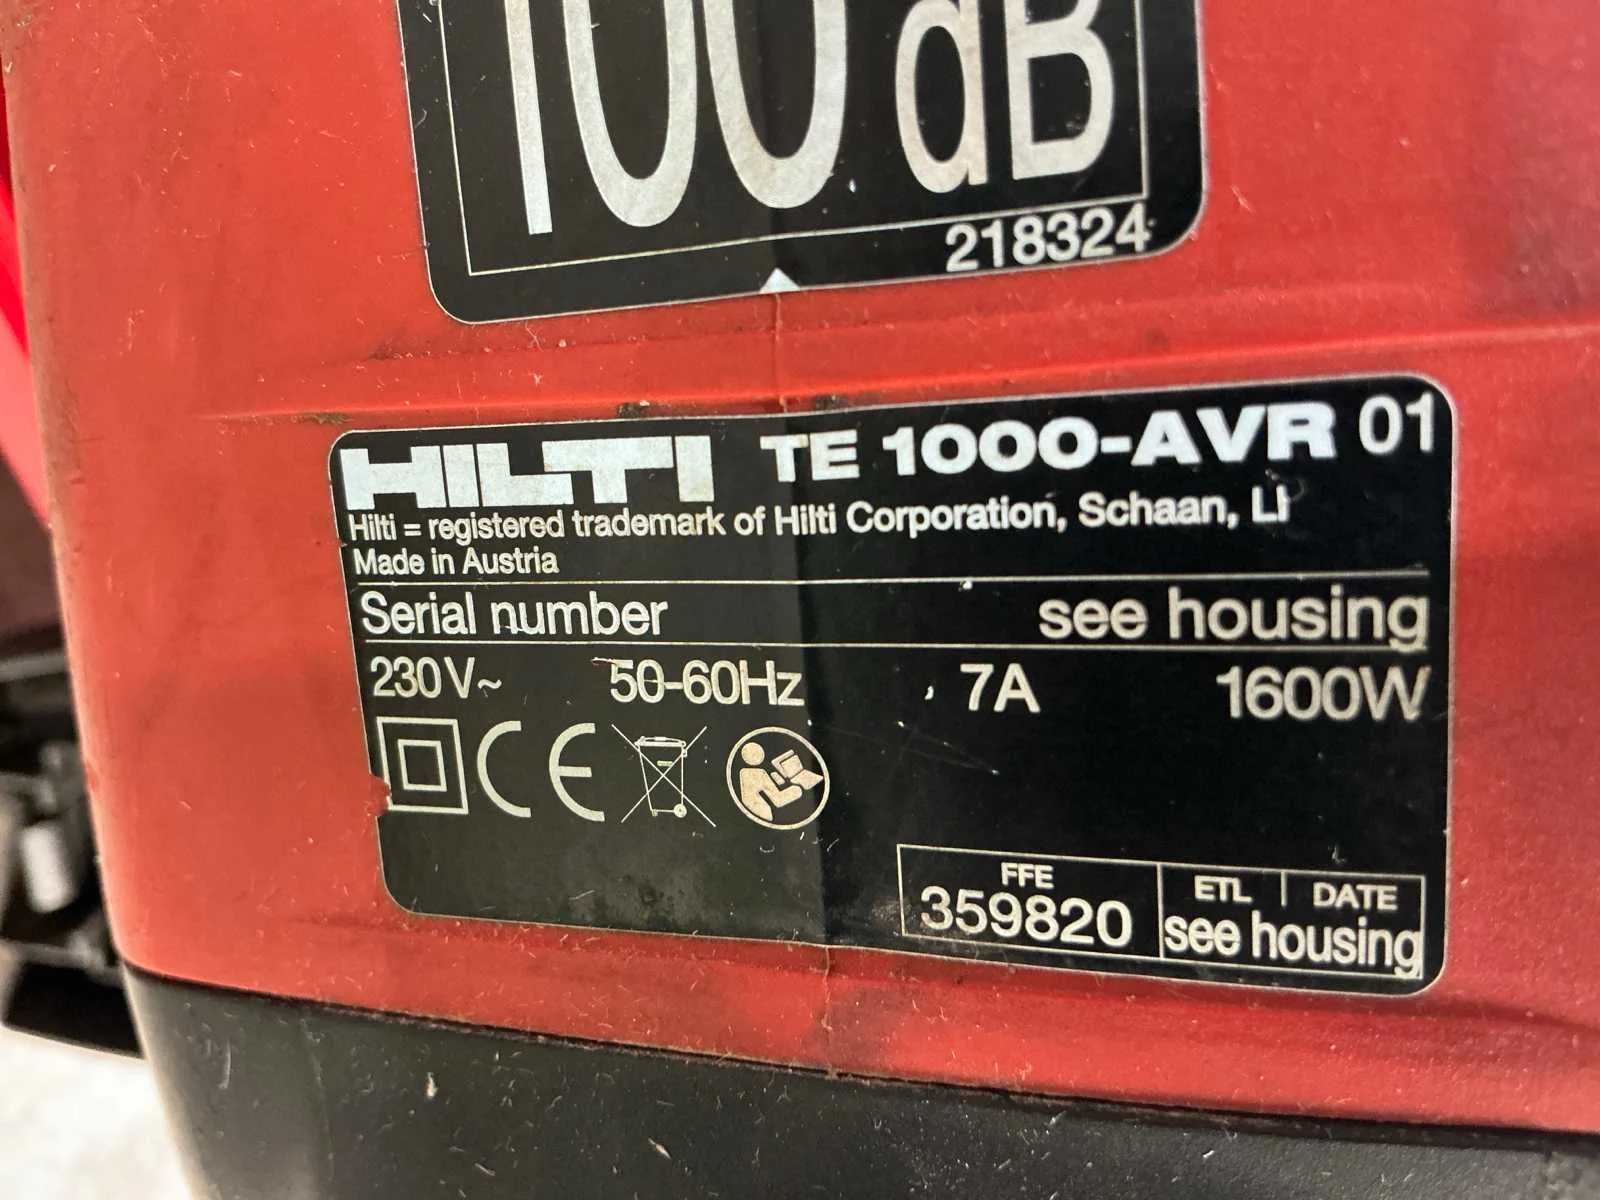 100 dB
218324
HILTI TE 1000-AVR 01
Hilti = registered trademark of Hilti Corporation, Schaan, LI
Made in Austria
Serial number see housing
230V~ 50-60Hz 7A 1600W
CE
FFE ETL DATE
359820 see housing